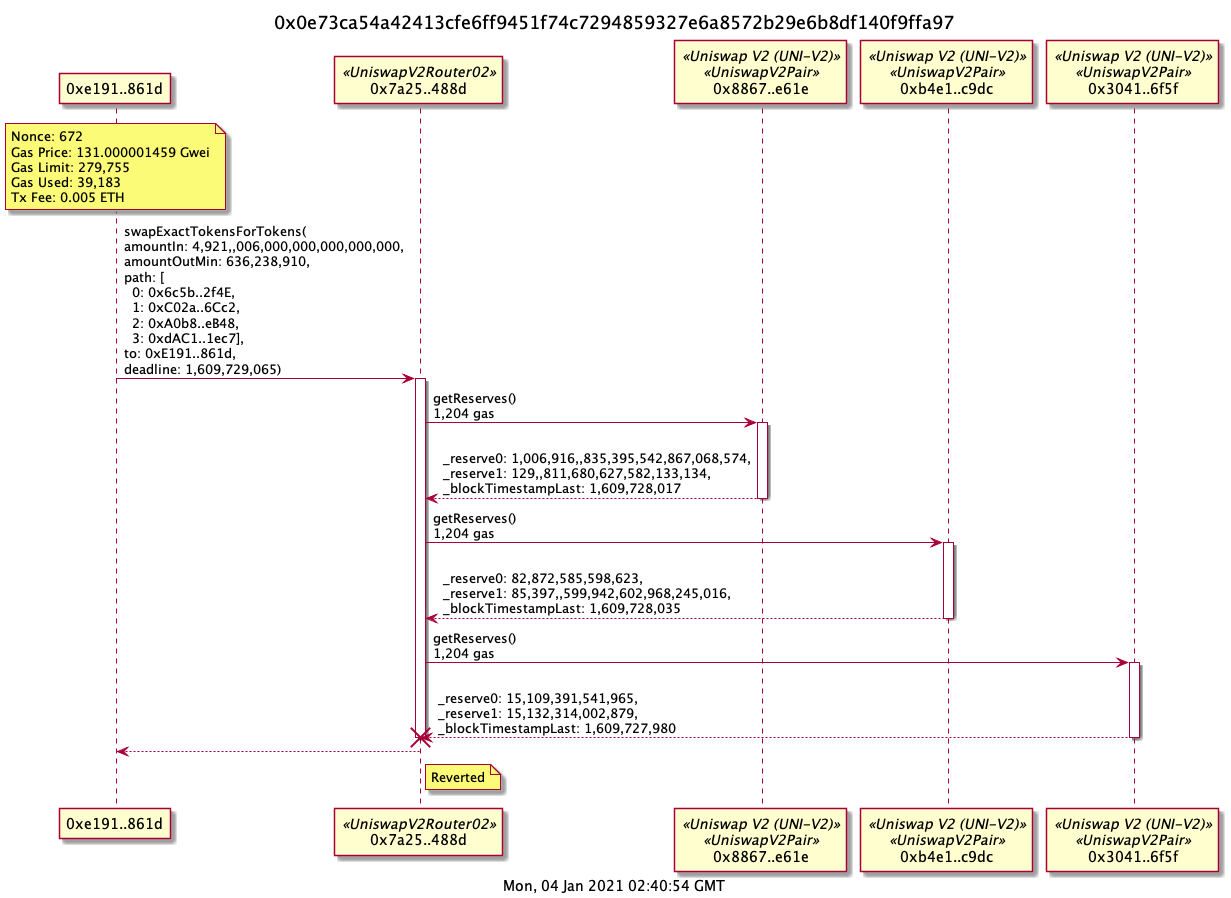 0x0e73ca54a42413cfe6ff9451f74c7294859327e6a8572b29e6b8df140f9ffa97
0xe191..861d
«UniswapV2Router02»
0x7a25..488d
«Uniswap V2 (UNI-V2)»
«UniswapV2Pair»
0x8867..e61e
«Uniswap V2 (UNI-V2)»
«UniswapV2Pair»
0xb4e1..c9dc
«Uniswap V2 (UNI-V2)»
«UniswapV2Pair»
0x3041..6f5f
Nonce: 672
Gas Price: 131.000001459 Gwei
Gas Limit: 279,755
Gas Used: 39,183
Tx Fee: 0.005 ETH
swapExactTokensForTokens(
amountIn: 4,921,,006,000,000,000,000,000,
amountOutMin: 636,238,910,
path: [
0: 0x6c5b..2f4E,
1: 0xC02a..6Cc2,
2: 0xA0b8..eB48,
3: 0xdAC1..1ec7],
to: 0xE191..861d,
deadline: 1,609,729,065)
getReserves()
1,204 gas
_reserve0: 1,006,916,,835,395,542,867,068,574,
_reserve1: 129,,811,680,627,582,133,134,
_blockTimestampLast: 1,609,728,017
getReserves()
1,204 gas
_reserve0: 82,872,585,598,623,
_reserve1: 85,397,,599,942,602,968,245,016,
_blockTimestampLast: 1,609,728,035
getReserves()
1,204 gas
_reserve0: 15,109,391,541,965,
_reserve1: 15,132,314,002,879,
_blockTimestampLast: 1,609,727,980
Reverted
0xe191..861d
«UniswapV2Router02»
0x7a25..488d
«Uniswap V2 (UNI-V2)»
«UniswapV2Pair»
0x8867..e61e
«Uniswap V2 (UNI-V2)»
«UniswapV2Pair»
0xb4e1..c9dc
«Uniswap V2 (UNI-V2)»
«UniswapV2Pair»
0x3041..6f5f
Mon, 04 Jan 2021 02:40:54 GMT